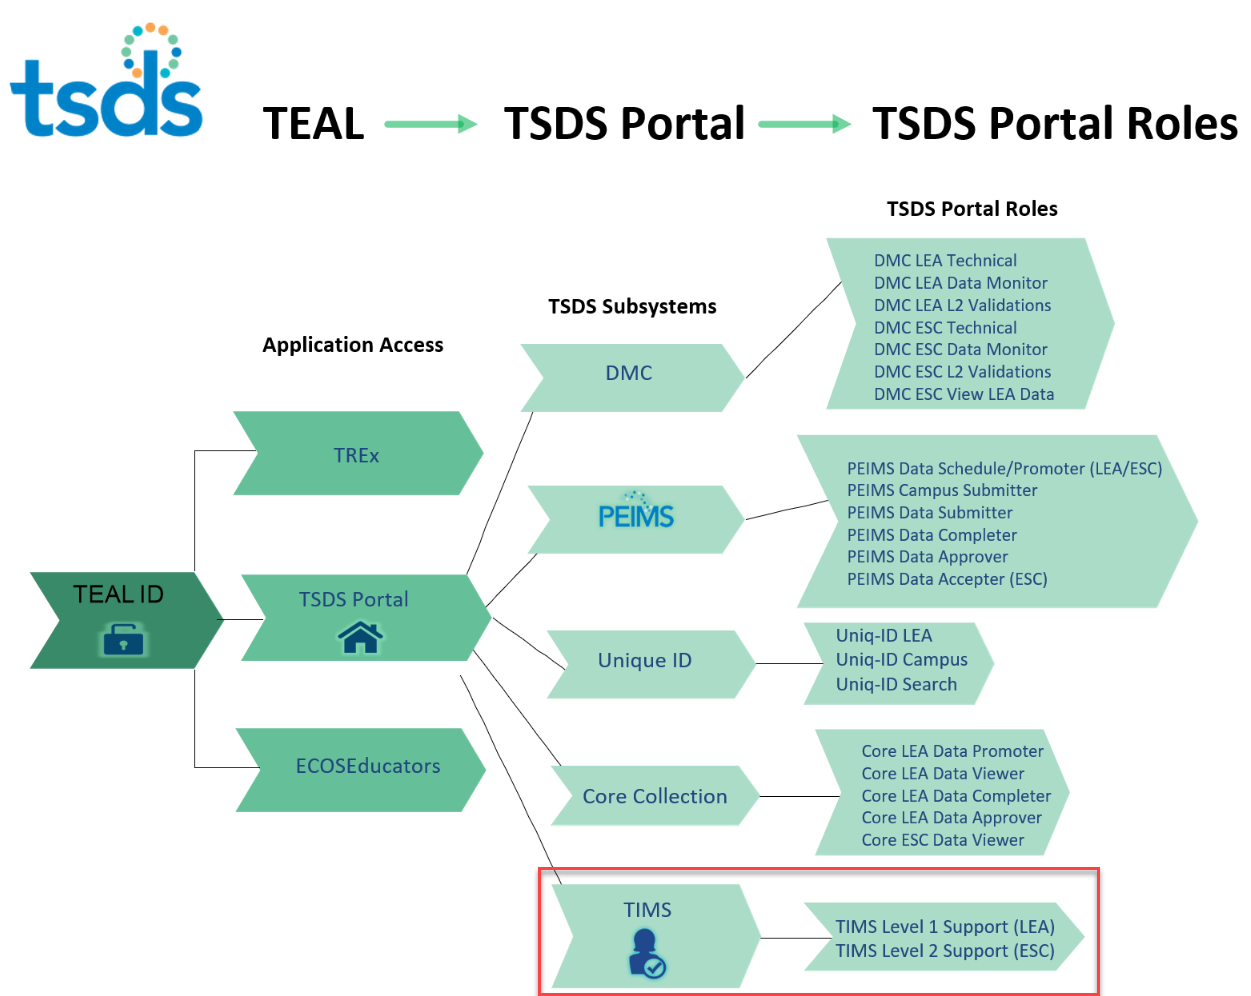 tsds
TEAL
TSDS Portal
TSDS Portal Roles
Application Access
TREx
TEAL ID
TSDS Portal
ECOSEducators
TSDS Subsystems
DMC
PEIMS
Unique ID
Core Collection
TIMS
TSDS Portal Roles
DMC LEA Technical
DMC LEA Data Monitor
DMC LEA L2 Validations
DMC ESC Technical
DMC ESC Data Monitor
DMC ESC L2 Validations
DMC ESC View LEA Data
PEIMS Data Schedule/Promoter (LEA/ESC)
PEIMS Campus Submitter
PEIMS Data Submitter
PEIMS Data Completer
PEIMS Data Approver
PEIMS Data Accepter (ESC)
Uniq-ID LEA
Uniq-ID Campus
Uniq-ID Search
Core LEA Data Promoter
Core LEA Data Viewer
Core LEA Data Completer
Core LEA Data Approver
Core ESC Data Viewer
TIMS Level 1 Support (LEA)
TIMS Level 2 Support (ESC)